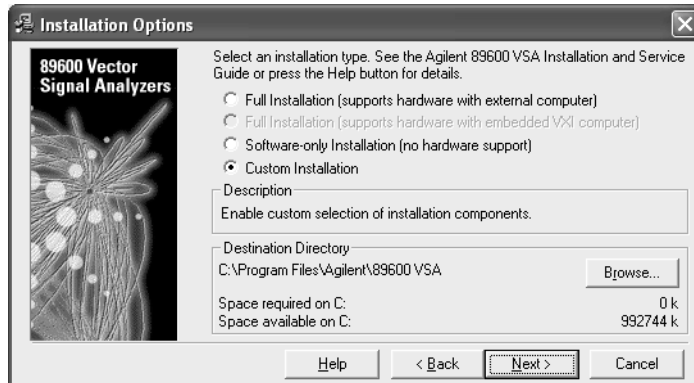 Installation Options
89600 Vector
Signal Analyzers
Select an installation type. See the Agilent 89600 VSA Installation and Service
Guide or press the Help button for details.
Full Installation (supports hardware with external computer)
Full Installation (supports hardware with embedded VXI computer)
Software-only Installation (no hardware support)
Custom Installation
Description
Enable custom selection of installation components.
Destination Directory
C:\Program Files\Agilent\89600 VSA
Browse...
Space required on C: 0 k
Space available on C: 992744 k
Help < Back Next > Cancel